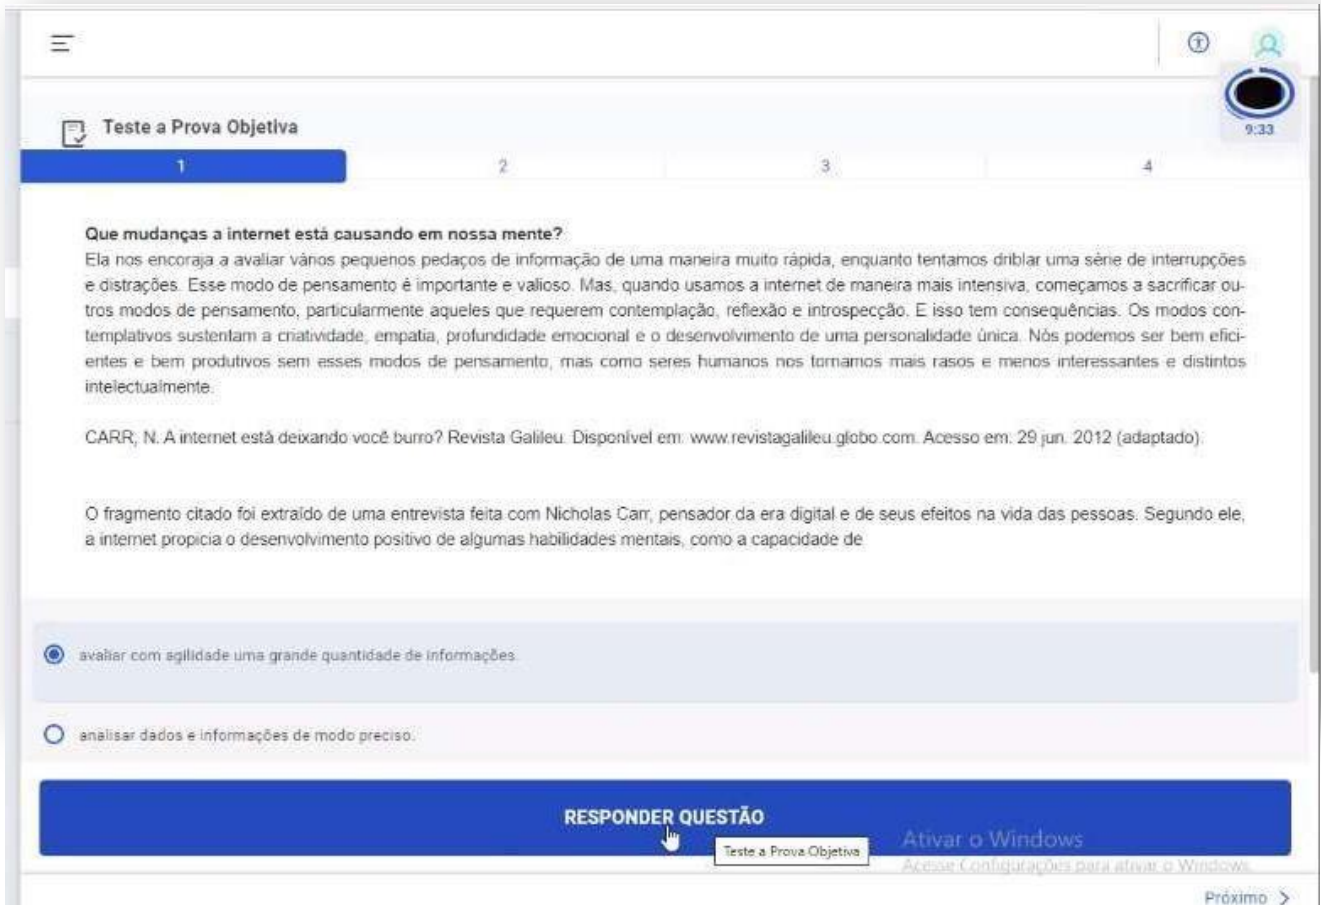 9:33
Teste a Prova Objetiva
1 2 3 4
Que mudanças a internet está causando em nossa mente?
Ela nos encoraja a avaliar vários pequenos pedaços de informação de uma maneira muito rápida, enquanto tentamos driblar uma série de interrupções
e distrações. Esse modo de pensamento é importante e valioso. Mas, quando usamos a internet de maneira mais intensiva, começamos a sacrificar ou-
tros modos de pensamento, particularmente aqueles que requerem contemplação, reflexão e introspecção. E isso tem consequências. Os modos con-
templativos sustentam a criatividade, empatia, profundidade emocional e o desenvolvimento de uma personalidade única. Nós podemos ser bem efici-
entes e bem produtivos sem esses modos de pensamento, mas como seres humanos nos tornamos mais rasos e menos interessantes e distintos
intelectualmente.
CARR, N. A internet está deixando você burro? Revista Galileu. Disponível em: www.revistagalileu.globo.com. Acesso em: 29 jun. 2012 (adaptado).
O fragmento citado foi extraído de uma entrevista feita com Nicholas Carr, pensador da era digital e de seus efeitos na vida das pessoas. Segundo ele,
a internet propicia o desenvolvimento positivo de algumas habilidades mentais, como a capacidade de
avaliar com agilidade uma grande quantidade de informações.
analisar dados e informações de modo preciso.
RESPONDER QUESTÃO
Teste a Prova Objetiva
Ativar o Windows
Acesse Configurações para ativar o Windows.
Próximo